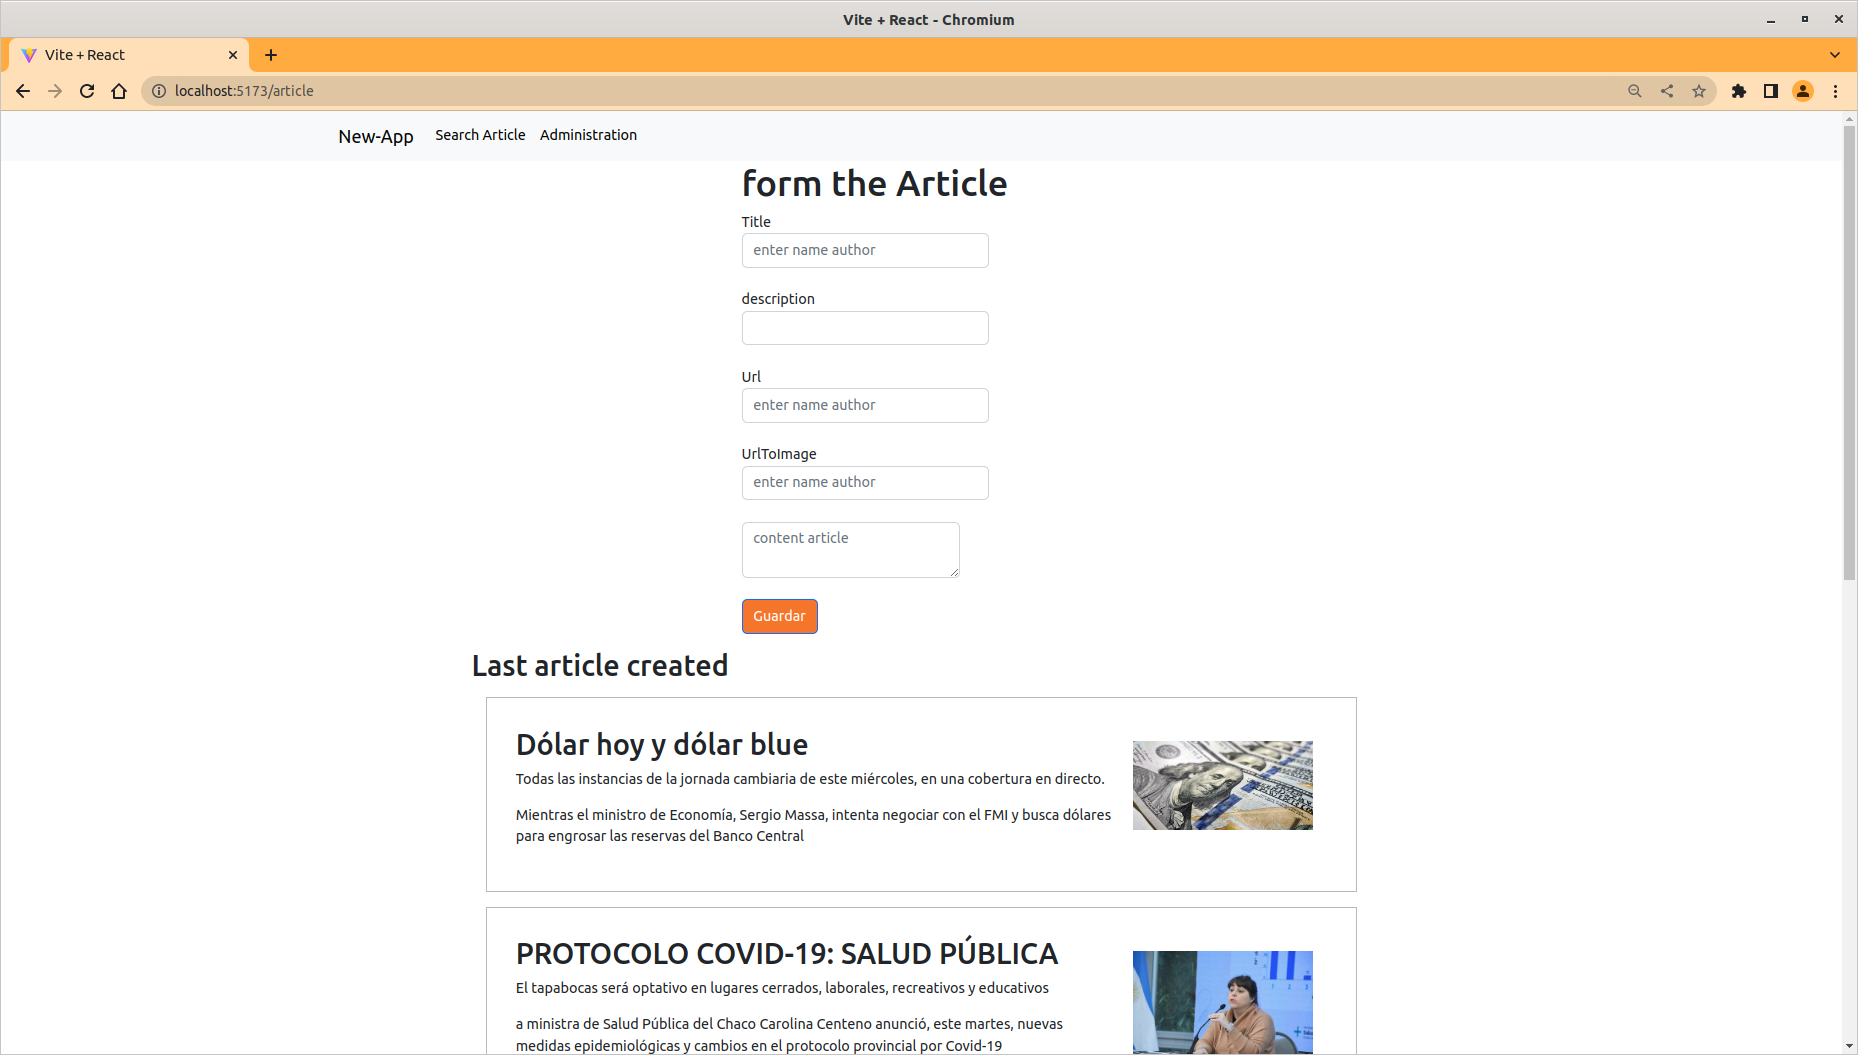 Vite + React - Chromium
Vite + React
localhost:5173/article
New-App Search Article Administration
form the Article
Title
enter name author
description
Url
enter name author
UrlToImage
enter name author
content article
Guardar
Last article created
Dólar hoy y dólar blue
Todas las instancias de la jornada cambiaria de este miércoles, en una cobertura en directo.
Mientras el ministro de Economía, Sergio Massa, intenta negociar con el FMI y busca dólares
para engrosar las reservas del Banco Central
PROTOCOLO COVID-19: SALUD PÚBLICA
El tapabocas será optativo en lugares cerrados, laborales, recreativos y educativos
a ministra de Salud Pública del Chaco Carolina Centeno anunció, este martes, nuevas
medidas epidemiológicas y cambios en el protocolo provincial por Covid-19